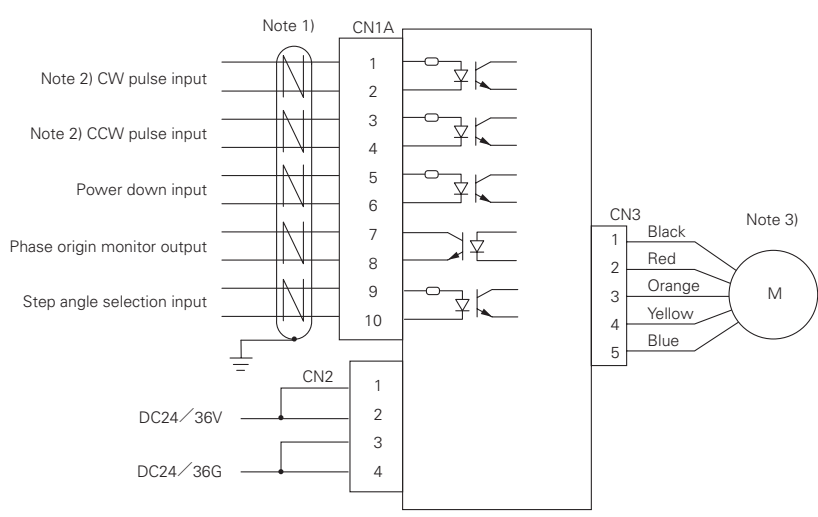 Note 1)
CN1A
Note 2) CW pulse input
1
2
Note 2) CCW pulse input
3
4
Power down input
5
6
Phase origin monitor output
7
8
Step angle selection input
9
10
CN3
Note 3)
1
Black
2
Red
3
Orange
4
Yellow
5
Blue
M
CN2
1
DC24／36V
2
3
DC24／36G
4